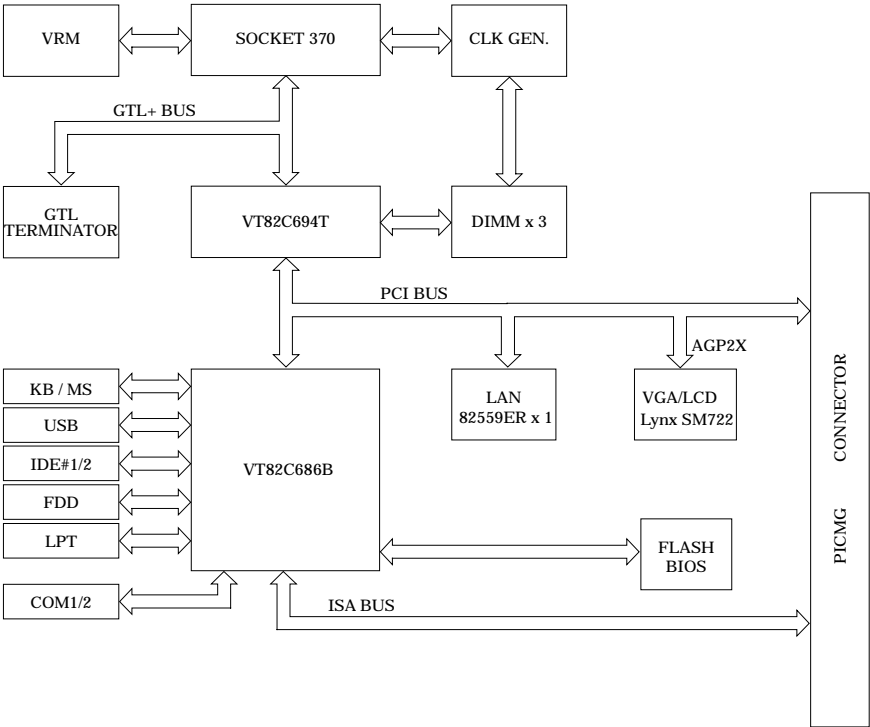 VRM
SOCKET 370
CLK GEN.
GTL+ BUS
GTL
TERMINATOR
VT82C694T
DIMM x 3
PCI BUS
AGP2X
KB / MS
USB
IDE#1/2
FDD
LPT
COM1/2
VT82C686B
LAN
82559ER x 1
VGA/LCD
Lynx SM722
FLASH
BIOS
ISA BUS
PICMG CONNECTOR